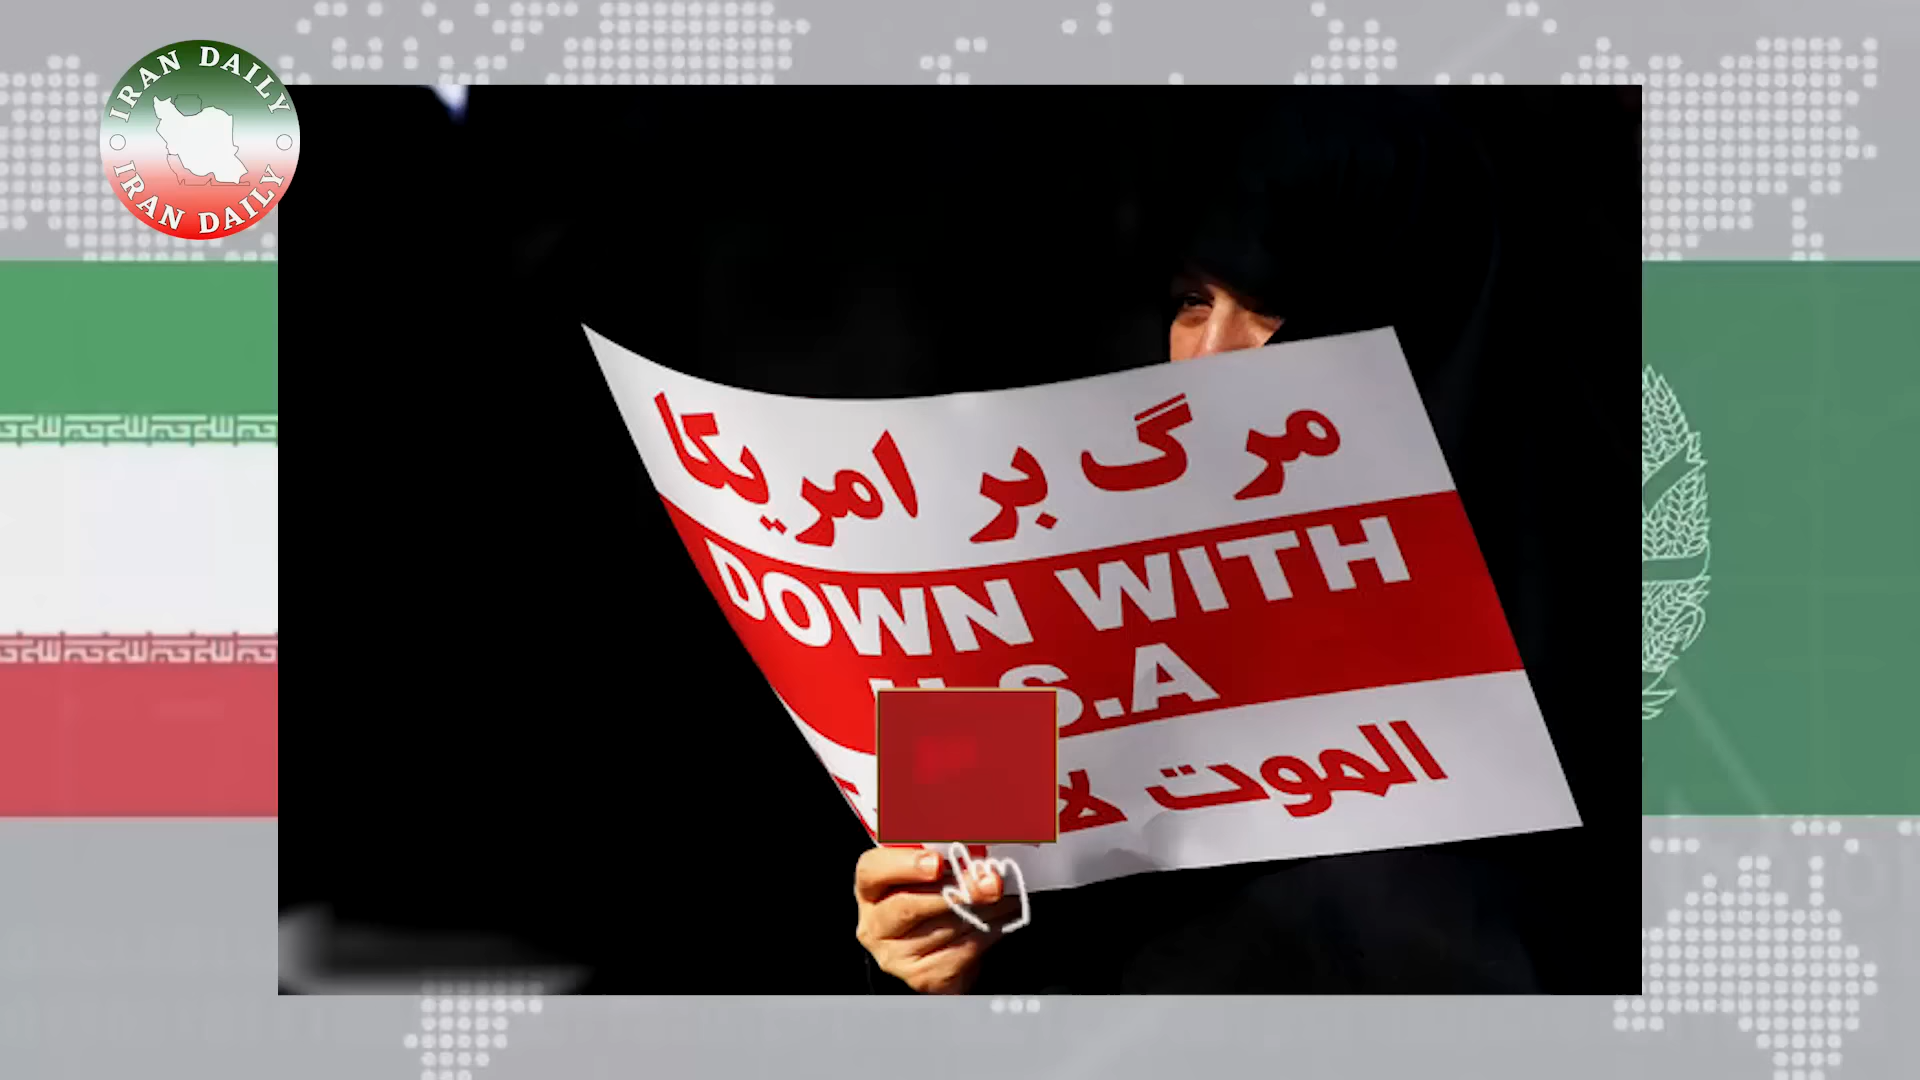 IRAN DAILY
IRAN DAILY
مرگ بر امریکا
DOWN WITH
U.S.A
الموت